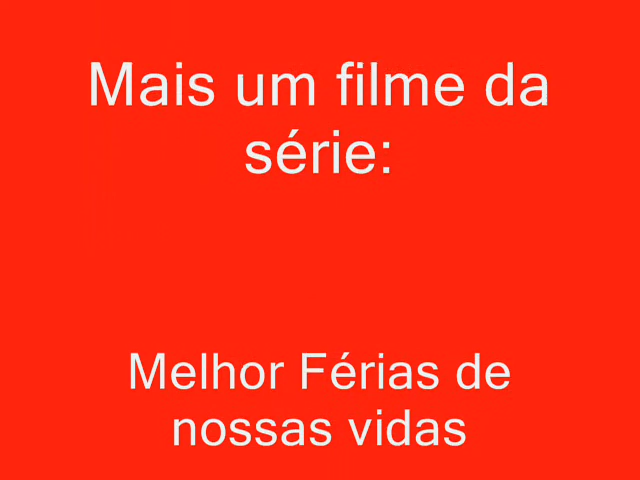 Mais um filme da
série:
Melhor Férias de
nossas vidas